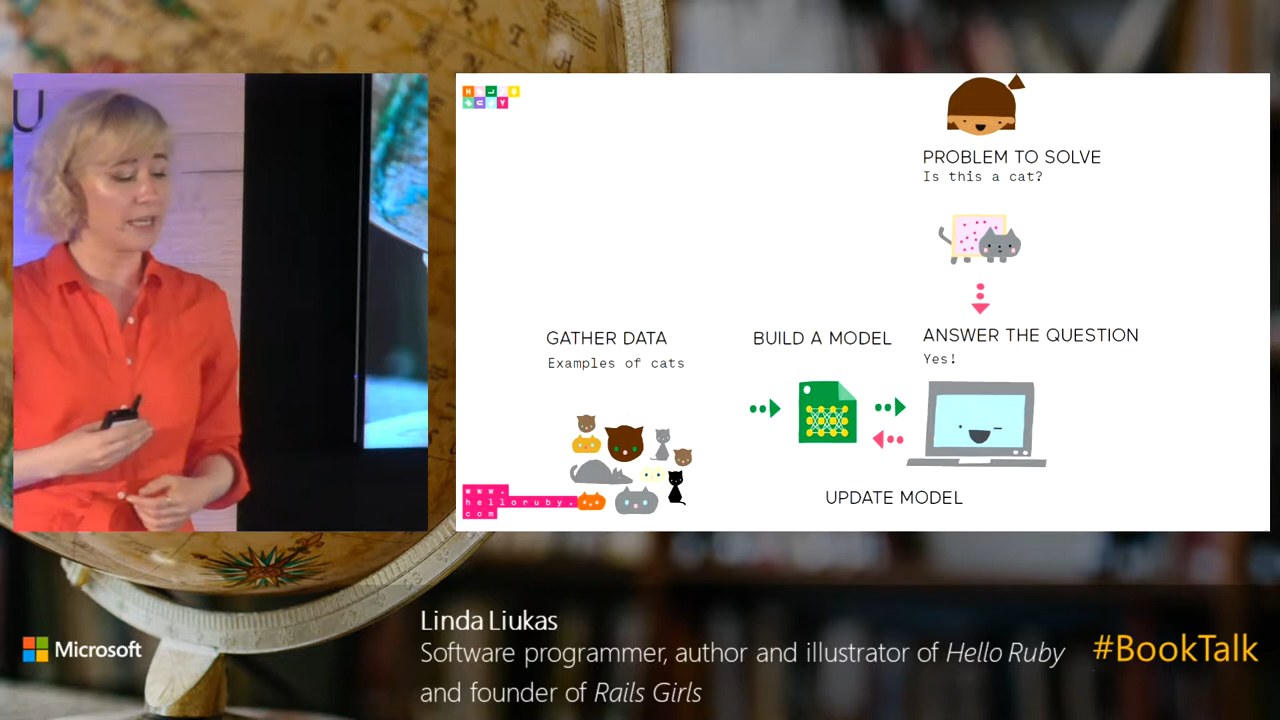 U
HELLO
RUBY
PROBLEM TO SOLVE
Is this a cat?
GATHER DATA
Examples of cats
BUILD A MODEL
ANSWER THE QUESTION
Yes!
UPDATE MODEL
www.
helloruby.
com
Microsoft
Linda Liukas
Software programmer, author and illustrator of Hello Ruby
and founder of Rails Girls
#BookTalk